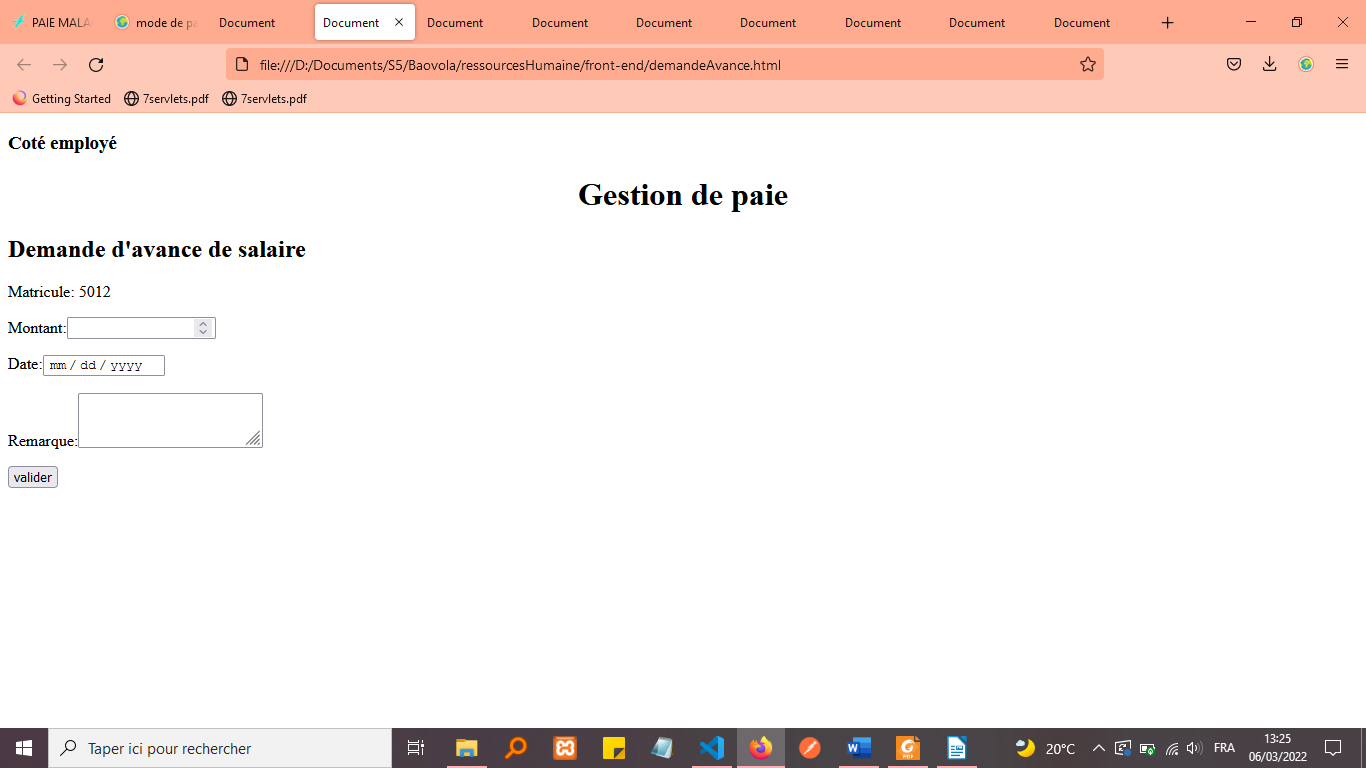 PAIE MALA
mode de pa
Document
Document
Document
Document
Document
Document
Document
Document
Document
file:///D:/Documents/S5/Baovola/ressourcesHumaine/front-end/demandeAvance.html
Getting Started
7servlets.pdf
7servlets.pdf
Coté employé
Gestion de paie
Demande d'avance de salaire
Matricule: 5012
Montant:
Date: mm / dd / yyyy
Remarque:
valider
Taper ici pour rechercher
20°C
FRA
13:25
06/03/2022